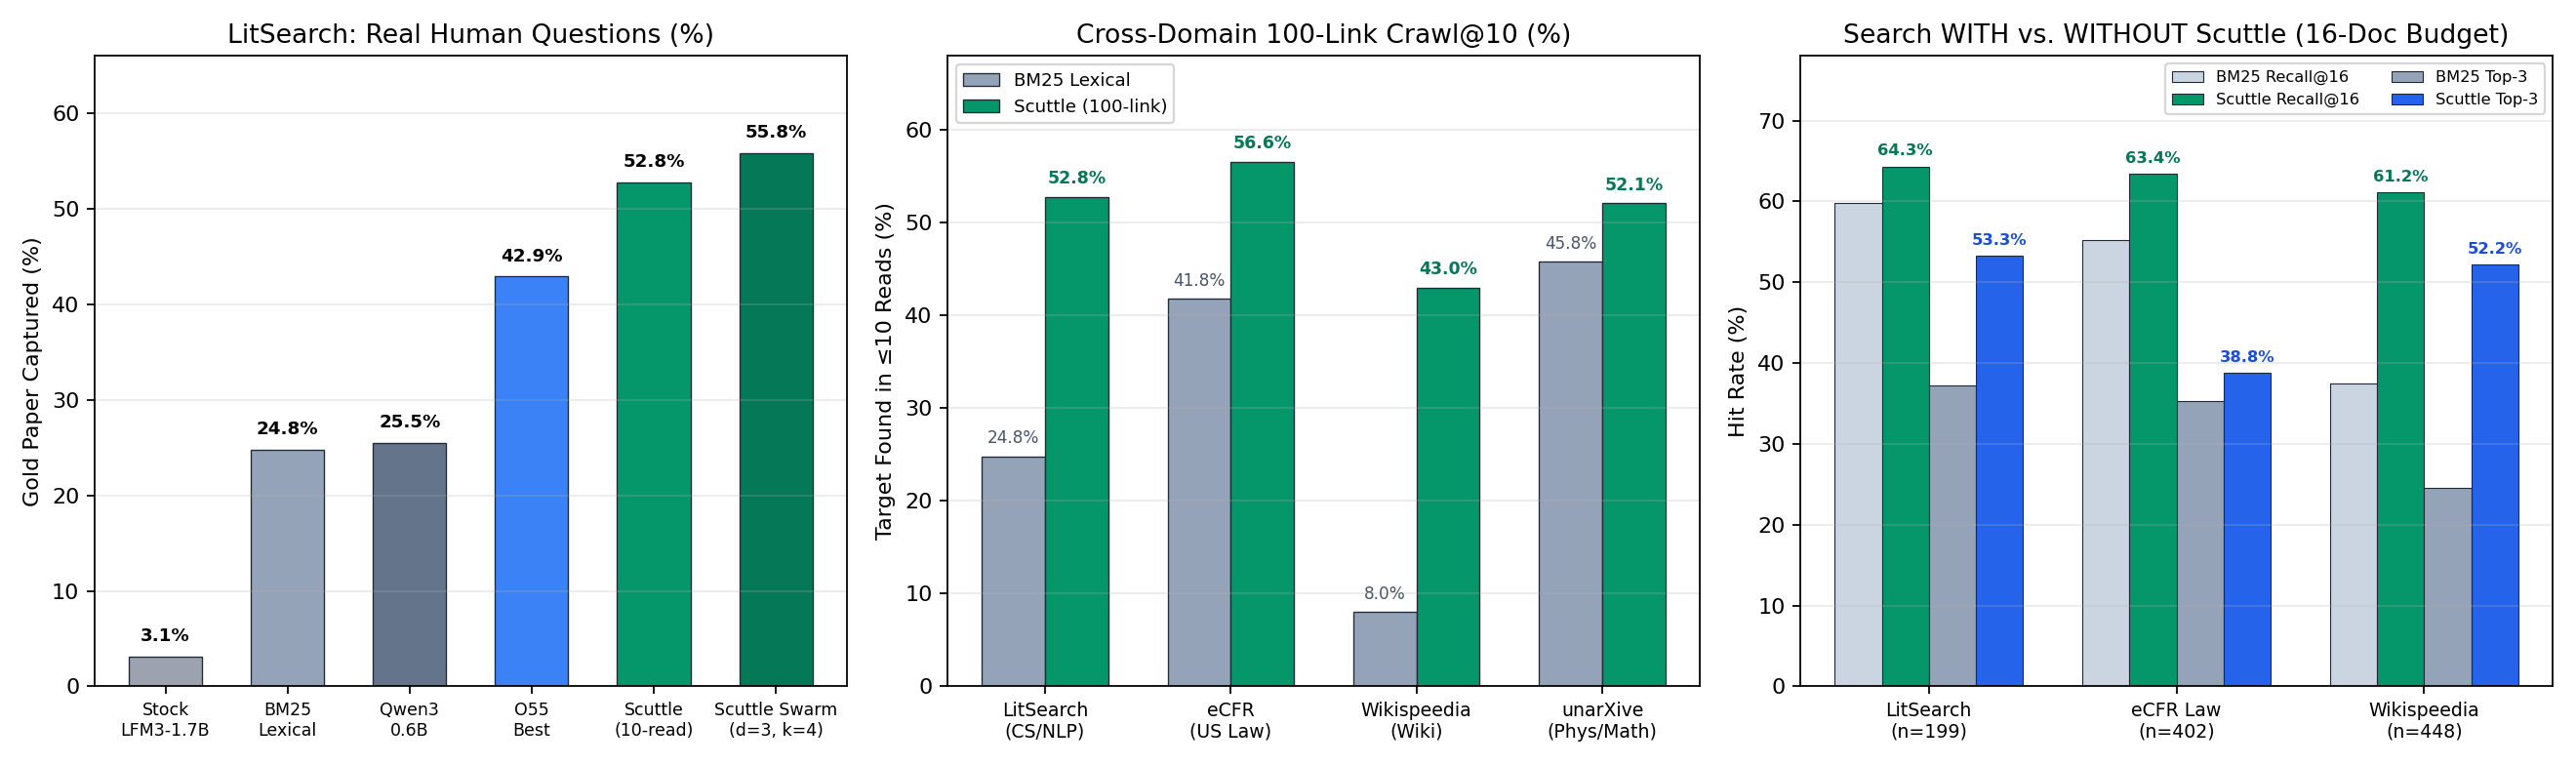 LitSearch: Real Human Questions (%)
Gold Paper Captured (%)
60
50
40
30
20
10
0
3.1%
24.8%
25.5%
42.9%
52.8%
55.8%
Stock
LFM3-1.7B
BM25
Lexical
Qwen3
0.6B
O55
Best
Scuttle
(10-read)
Scuttle Swarm
(d=3, k=4)
Cross-Domain 100-Link Crawl@10 (%)
BM25 Lexical
Scuttle (100-link)
Target Found in ≤10 Reads (%)
60
50
40
30
20
10
0
24.8%
52.8%
41.8%
56.6%
8.0%
43.0%
45.8%
52.1%
LitSearch
(CS/NLP)
eCFR
(US Law)
Wikispeedia
(Wiki)
unarXive
(Phys/Math)
Search WITH vs. WITHOUT Scuttle (16-Doc Budget)
BM25 Recall@16
Scuttle Recall@16
BM25 Top-3
Scuttle Top-3
Hit Rate (%)
70
60
50
40
30
20
10
0
64.3%
53.3%
63.4%
38.8%
61.2%
52.2%
LitSearch
(n=199)
eCFR Law
(n=402)
Wikispeedia
(n=448)